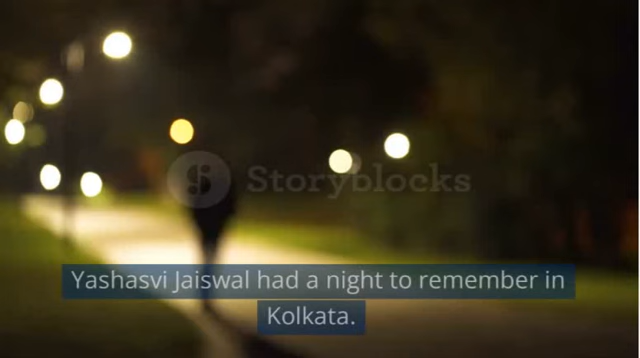 Storyblocks
Yashasvi Jaiswal had a night to remember in
Kolkata.